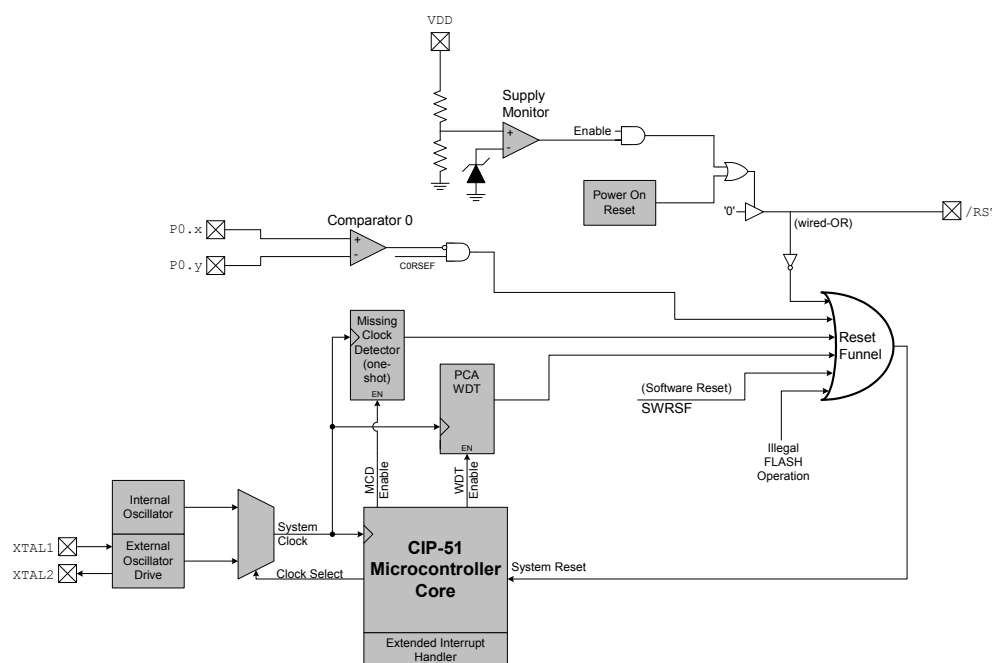 VDD
Supply
Monitor
+
-
Enable
Power On
Reset
'0'
(wired-OR)
/RST
Comparator 0
P0.x
P0.y
+
-
C0RSEF
Missing
Clock
Detector
(one-
shot)
EN
PCA
WDT
EN
Reset
Funnel
(Software Reset)
SWRSF
Illegal
FLASH
Operation
MCD
Enable
WDT
Enable
Internal
Oscillator
External
Oscillator
Drive
XTAL1
XTAL2
System
Clock
Clock Select
CIP-51
Microcontroller
Core
System Reset
Extended Interrupt
Handler